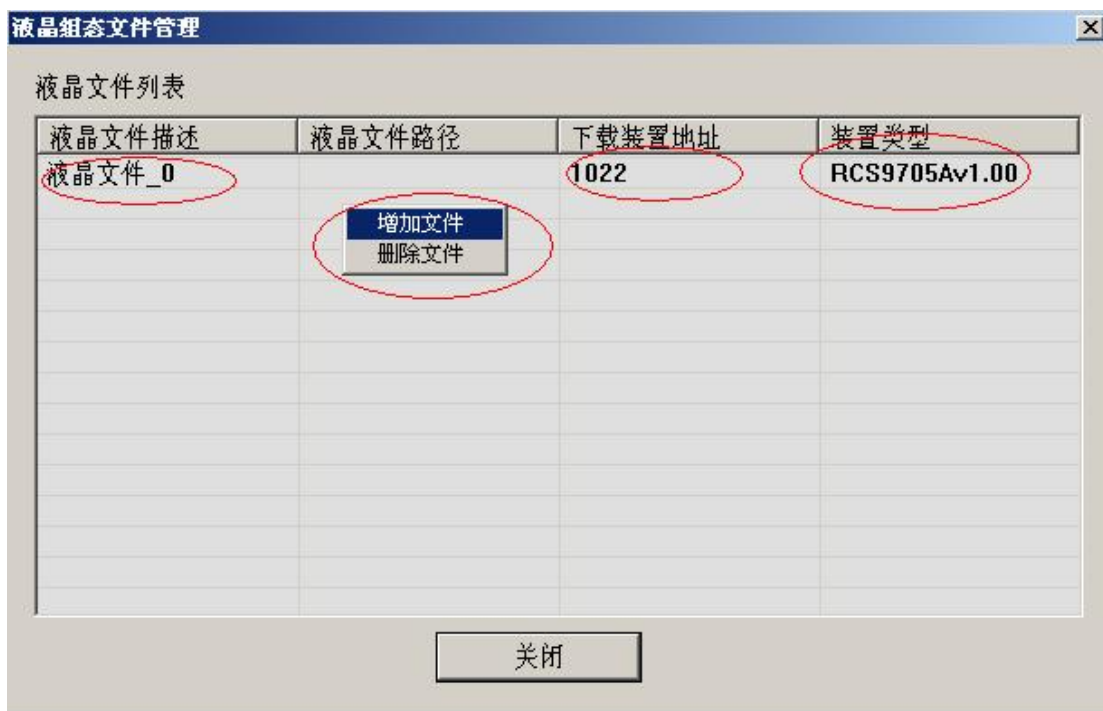 液晶组态文件管理
液晶文件列表
液晶文件描述 液晶文件路径 下载装置地址 装置类型
液晶文件_0 1022 RCS9705Av1.00
增加文件
删除文件
关闭